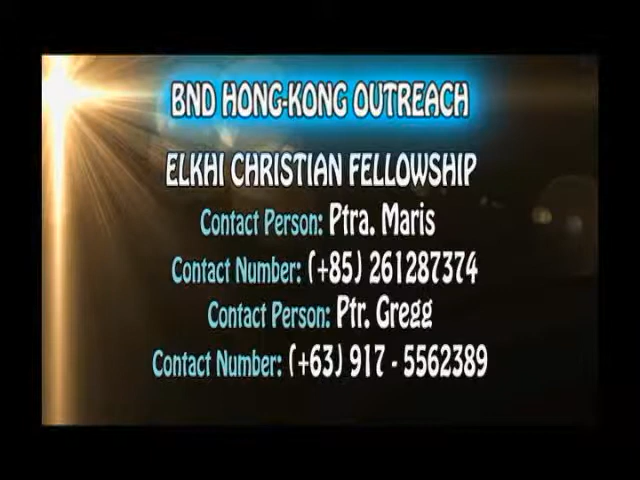 BND HONG-KONG OUTREACH
ELKHI CHRISTIAN FELLOWSHIP
Contact Person: Ptra. Maris
Contact Number: (+85) 261287374
Contact Person: Ptr. Gregg
Contact Number: (+63) 917 - 5562389